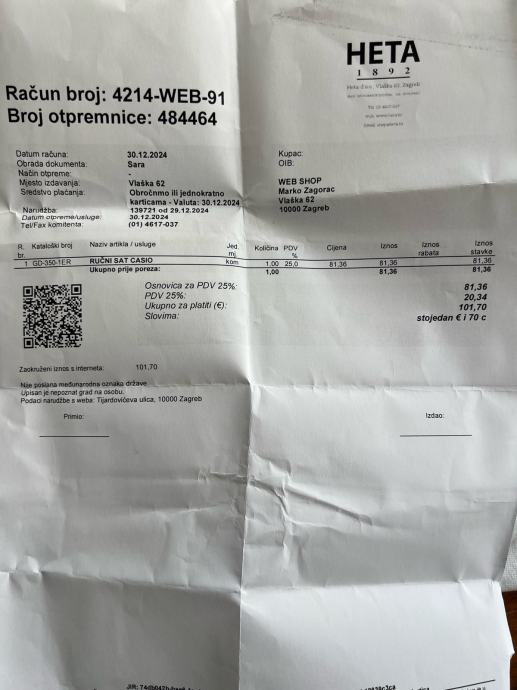 HETA
1892
Heta d.o.o., Vlaška 62, Zagreb
Račun broj: 4214-WEB-91
Broj otpremnice: 484464
Datum računa: 30.12.2024
Obrada dokumenta: Sara
Način otpreme: -
Mjesto izdavanja: Vlaška 62
Sredstvo plaćanja: Obročnmo ili jednokratno
karticama - Valuta: 30.12.2024
Narudžba: 139721 od 29.12.2024
Datum otpreme/usluge: 30.12.2024
Tel/Fax komitenta: (01) 4617-037
Kupac:
OIB:
WEB SHOP
Marko Zagorac
Vlaška 62
10000 Zagreb
R. br. Kataloški broj Naziv artikla / usluge Jed. mj. Količina PDV % Cijena Iznos Iznos rabata Iznos stavke
1 GD-350-1ER RUČNI SAT CASIO kom 1,00 25,0 81,36 81,36 81,36
Ukupno prije poreza: 1,00 81,36 81,36
Osnovica za PDV 25%: 81,36
PDV 25%: 20,34
Ukupno za platiti (€): 101,70
Slovima: stojedan € i 70 c
Zaokruženi iznos s interneta: 101,70
Nije poslana međunarodna oznaka države
Upisan je nepoznat grad na osobu.
Podaci narudžbe s weba: Tijardovićeva ulica, 10000 Zagreb
Primio:
Izdao: